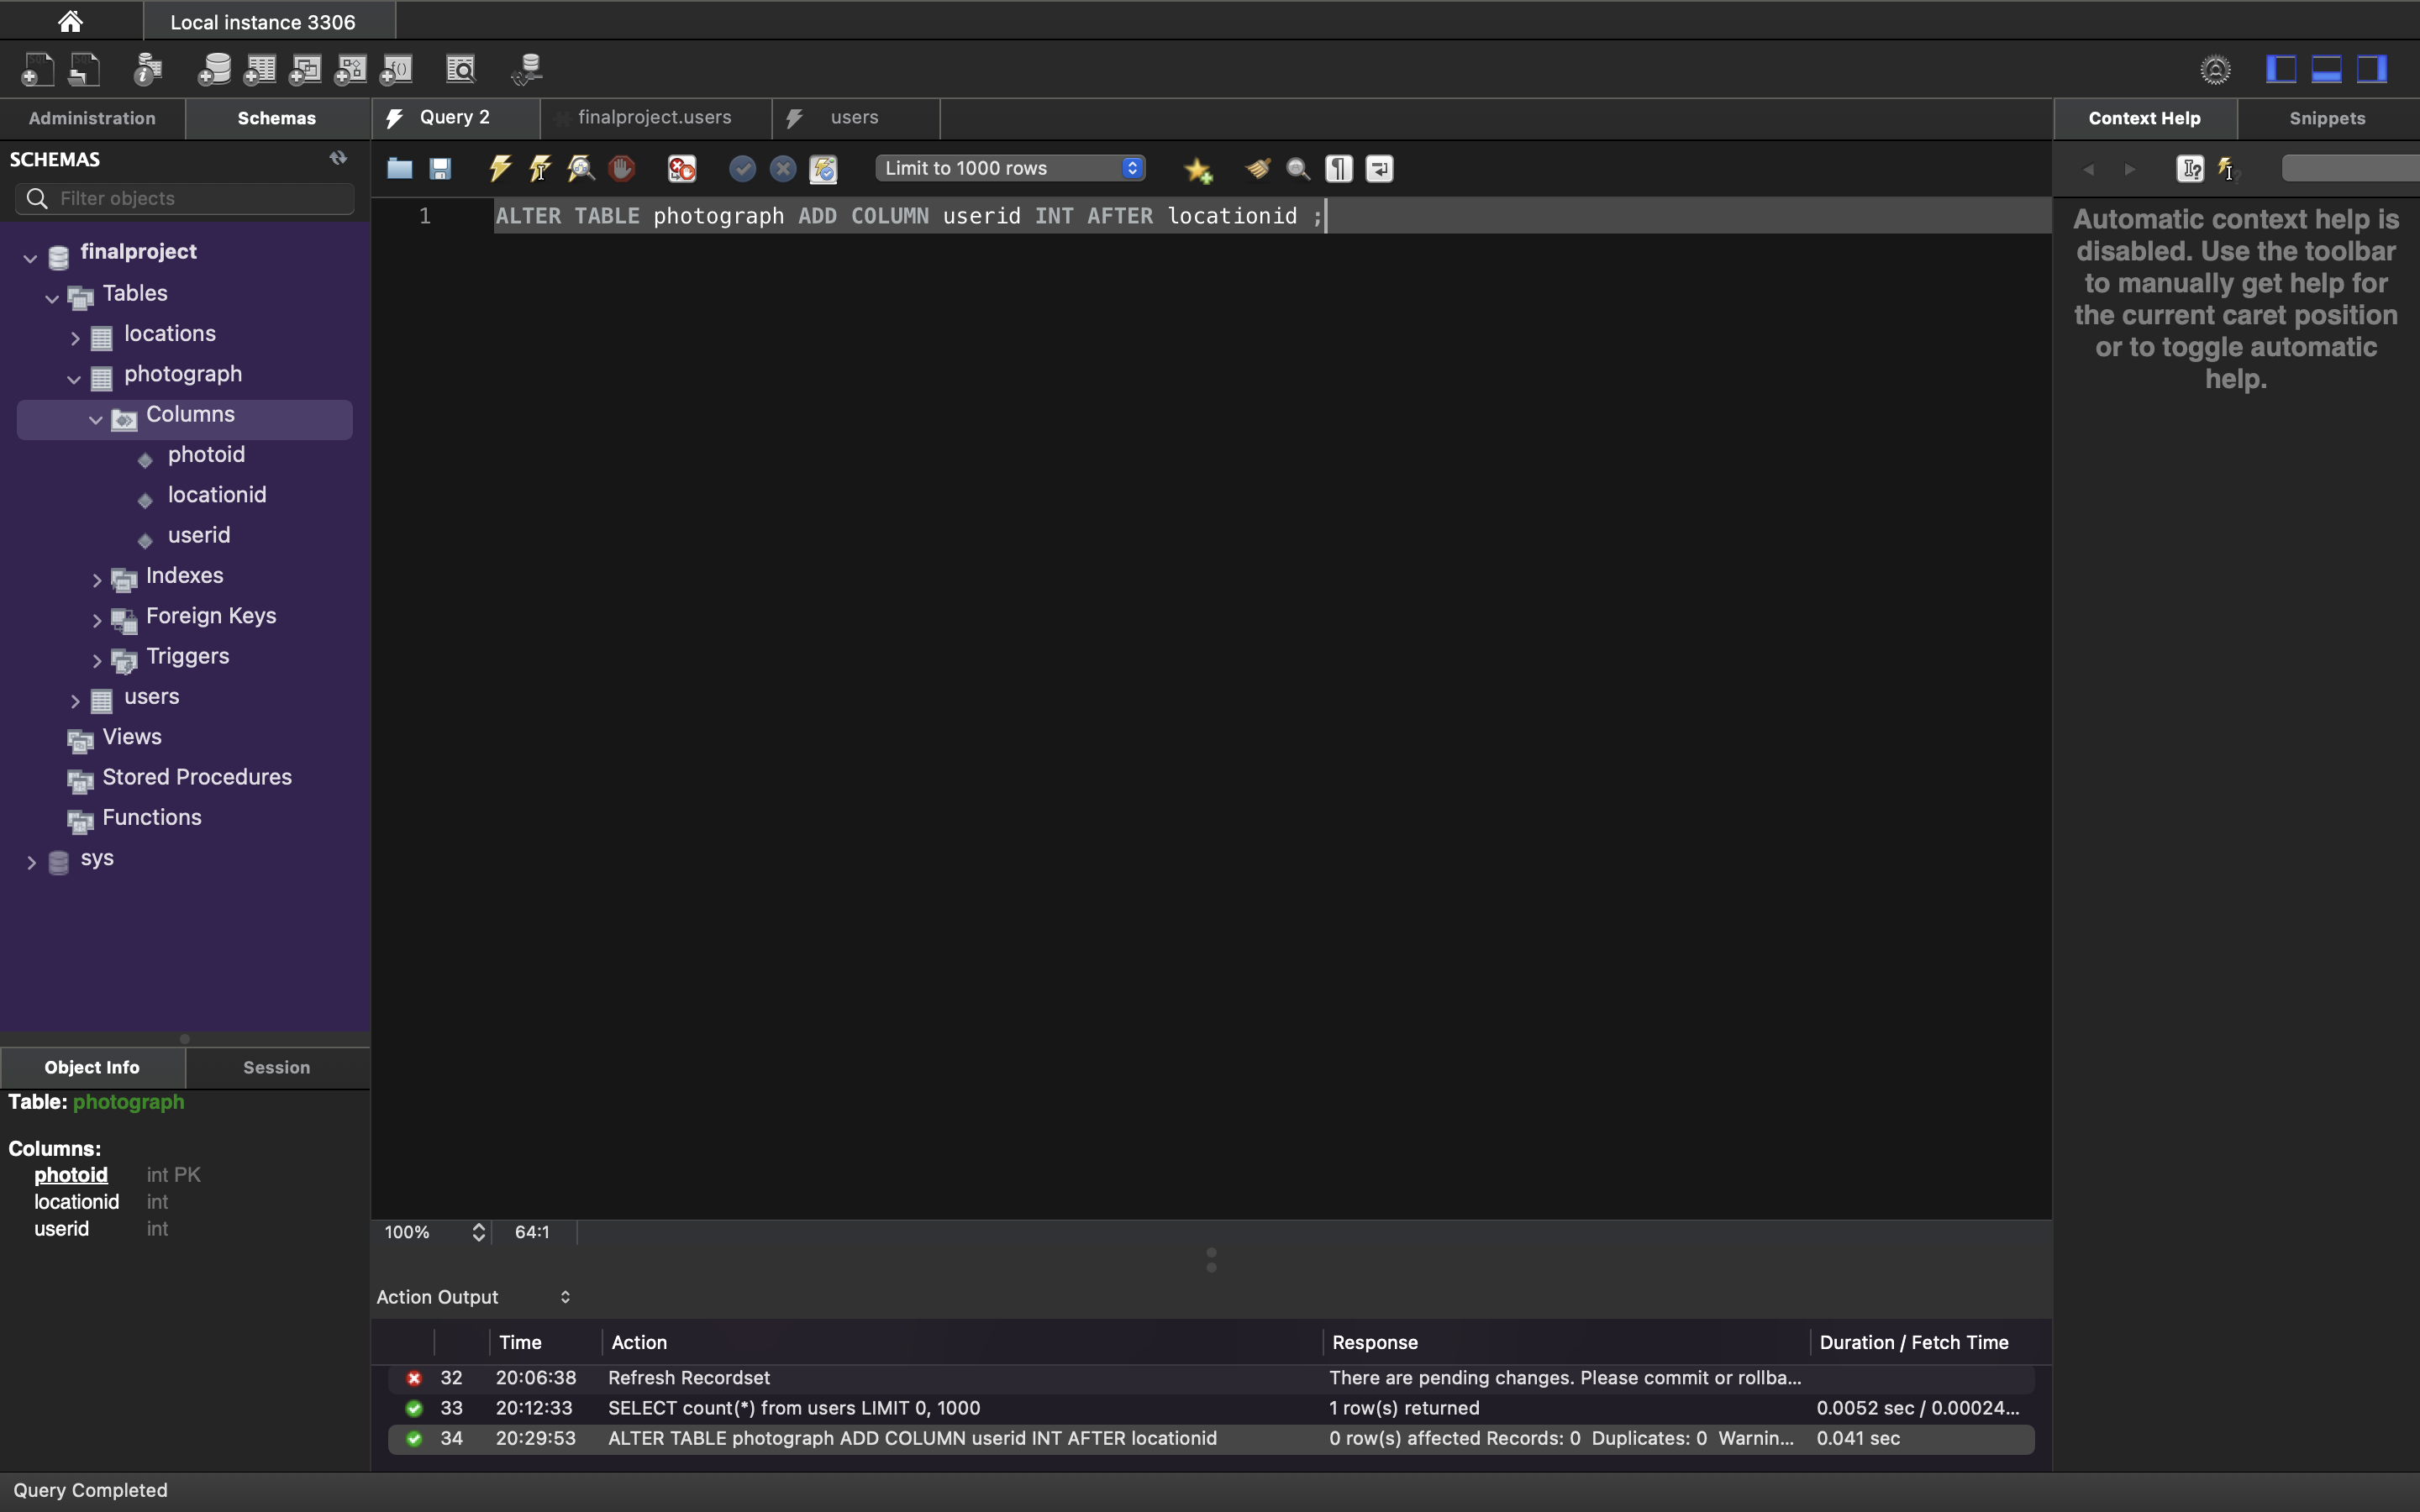 Local instance 3306
Administration
Schemas
Query 2
finalproject.users
users
Context Help
Snippets
SCHEMAS
Filter objects
Limit to 1000 rows
1
ALTER TABLE photograph ADD COLUMN userid INT AFTER locationid ;
finalproject
Tables
locations
photograph
Columns
photoid
locationid
userid
Indexes
Foreign Keys
Triggers
users
Views
Stored Procedures
Functions
sys
Automatic context help is
disabled. Use the toolbar
to manually get help for
the current caret position
or to toggle automatic
help.
Object Info
Session
Table: photograph
Columns:
photoid int PK
locationid int
userid int
100%
64:1
Action Output
Time Action Response Duration / Fetch Time
32 20:06:38 Refresh Recordset There are pending changes. Please commit or rollba...
33 20:12:33 SELECT count(*) from users LIMIT 0, 1000 1 row(s) returned 0.0052 sec / 0.00024...
34 20:29:53 ALTER TABLE photograph ADD COLUMN userid INT AFTER locationid 0 row(s) affected Records: 0 Duplicates: 0 Warnin... 0.041 sec
Query Completed